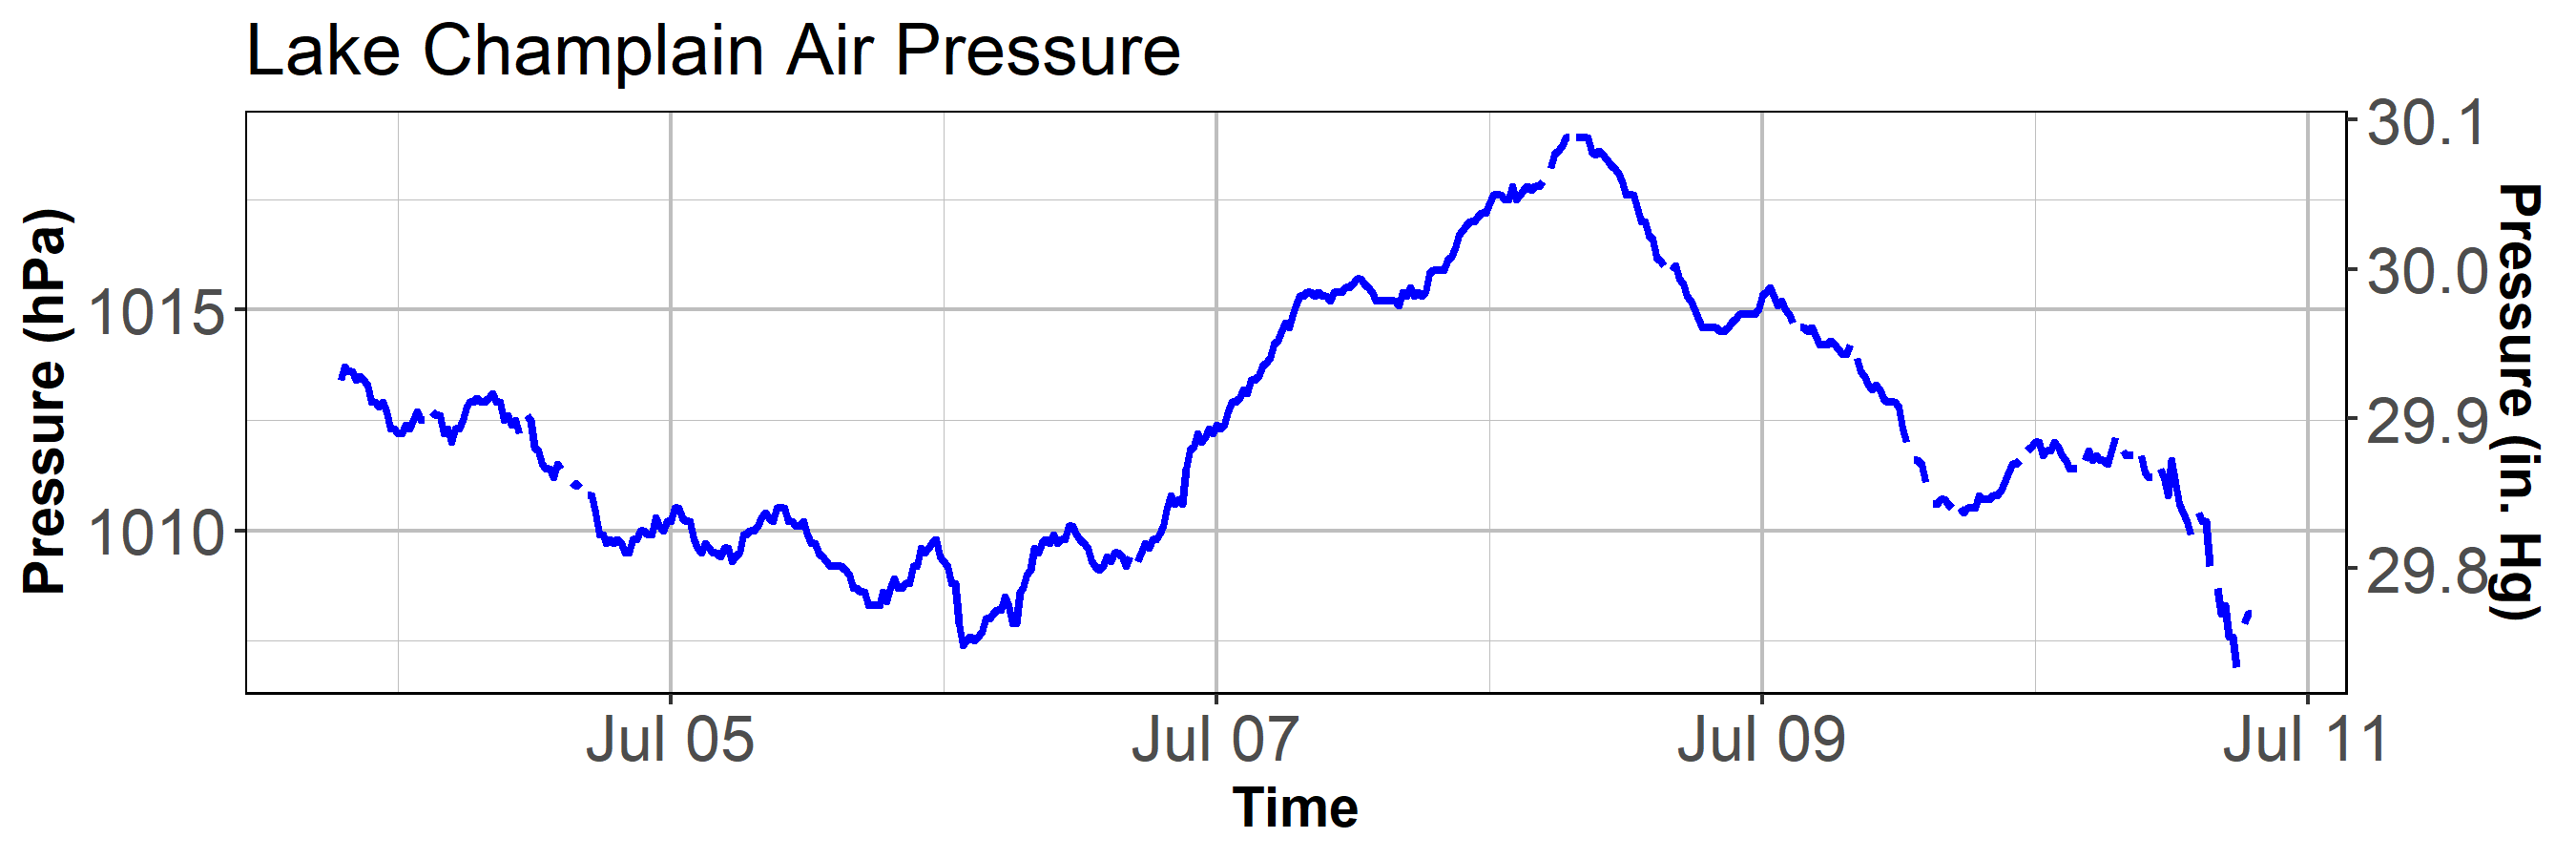 Lake Champlain Air Pressure
Pressure (hPa)
1015
1010
30.1
30.0
29.9
29.8
Pressure (in. Hg)
Jul 05
Jul 07
Jul 09
Jul 11
Time